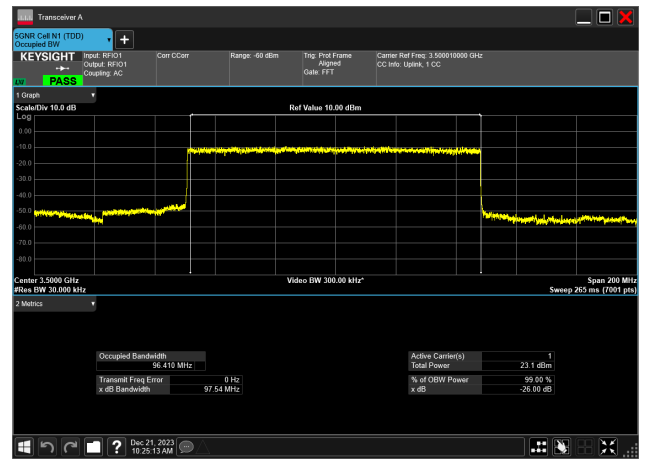 Transceiver A
5GNR Cell N1 (TDD)
Occupied BW
KEYSIGHT
LW PASS
Input: RFIO1
Output: RFIO1
Coupling: AC
Corr CCorr
Range: -60 dBm
Trig: Prot Frame
Aligned
Gate: FFT
Carrier Ref Freq: 3.500010000 GHz
CC Info: Uplink, 1 CC
1 Graph
Scale/Div 10.0 dB
Ref Value 10.00 dBm
Log
0.00
-10.0
-20.0
-30.0
-40.0
-50.0
-60.0
-70.0
-80.0
Center 3.5000 GHz
Video BW 300.00 kHz*
Span 200 MHz
#Res BW 30.000 kHz
Sweep 265 ms (7001 pts)
2 Metrics
Occupied Bandwidth
96.410 MHz
Transmit Freq Error 0 Hz
x dB Bandwidth 97.54 MHz
Active Carrier(s) 1
Total Power 23.1 dBm
% of OBW Power 99.00 %
x dB -26.00 dB
?
Dec 21, 2023
10:25:13 AM